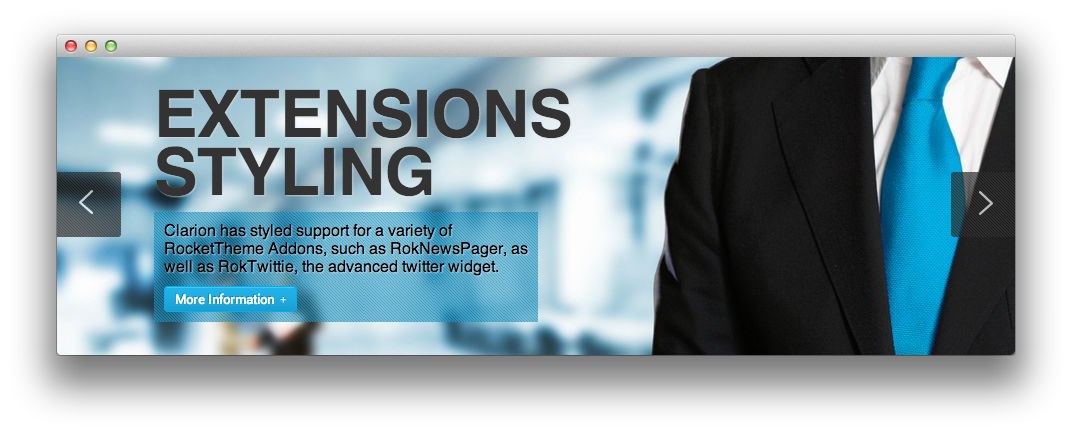 EXTENSIONS
STYLING
Clarion has styled support for a variety of
RocketTheme Addons, such as RokNewsPager, as
well as RokTwittie, the advanced twitter widget.
More Information +